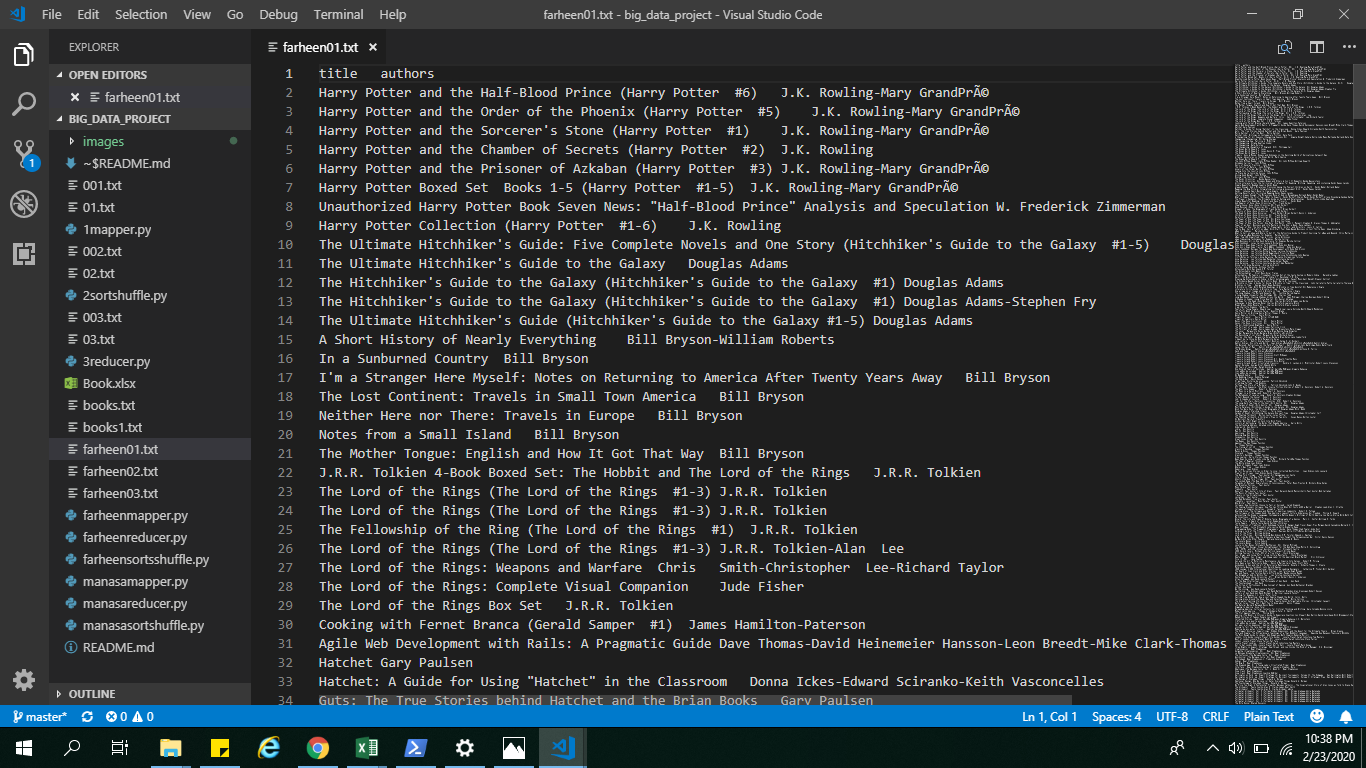 File Edit Selection View Go Debug Terminal Help farheen01.txt - big_data_project - Visual Studio Code
EXPLORER
OPEN EDITORS
farheen01.txt
BIG_DATA_PROJECT
images
~$README.md
001.txt
01.txt
1mapper.py
002.txt
02.txt
2sortshuffle.py
003.txt
03.txt
3reducer.py
Book.xlsx
books.txt
books1.txt
farheen01.txt
farheen02.txt
farheen03.txt
farheenmapper.py
farheenreducer.py
farheensortsshuffle.py
manasamapper.py
manasareducer.py
manasasortshuffle.py
README.md
OUTLINE
1
farheen01.txt
1 title authors
2 Harry Potter and the Half-Blood Prince (Harry Potter #6) J.K. Rowling-Mary GrandPrÃ©
3 Harry Potter and the Order of the Phoenix (Harry Potter #5) J.K. Rowling-Mary GrandPrÃ©
4 Harry Potter and the Sorcerer's Stone (Harry Potter #1) J.K. Rowling-Mary GrandPrÃ©
5 Harry Potter and the Chamber of Secrets (Harry Potter #2) J.K. Rowling
6 Harry Potter and the Prisoner of Azkaban (Harry Potter #3) J.K. Rowling-Mary GrandPrÃ©
7 Harry Potter Boxed Set Books 1-5 (Harry Potter #1-5) J.K. Rowling-Mary GrandPrÃ©
8 Unauthorized Harry Potter Book Seven News: "Half-Blood Prince" Analysis and Speculation W. Frederick Zimmerman
9 Harry Potter Collection (Harry Potter #1-6) J.K. Rowling
10 The Ultimate Hitchhiker's Guide: Five Complete Novels and One Story (Hitchhiker's Guide to the Galaxy #1-5) Douglas
11 The Ultimate Hitchhiker's Guide to the Galaxy Douglas Adams
12 The Hitchhiker's Guide to the Galaxy (Hitchhiker's Guide to the Galaxy #1) Douglas Adams
13 The Hitchhiker's Guide to the Galaxy (Hitchhiker's Guide to the Galaxy #1) Douglas Adams-Stephen Fry
14 The Ultimate Hitchhiker's Guide (Hitchhiker's Guide to the Galaxy #1-5) Douglas Adams
15 A Short History of Nearly Everything Bill Bryson-William Roberts
16 In a Sunburned Country Bill Bryson
17 I'm a Stranger Here Myself: Notes on Returning to America After Twenty Years Away Bill Bryson
18 The Lost Continent: Travels in Small Town America Bill Bryson
19 Neither Here nor There: Travels in Europe Bill Bryson
20 Notes from a Small Island Bill Bryson
21 The Mother Tongue: English and How It Got That Way Bill Bryson
22 J.R.R. Tolkien 4-Book Boxed Set: The Hobbit and The Lord of the Rings J.R.R. Tolkien
23 The Lord of the Rings (The Lord of the Rings #1-3) J.R.R. Tolkien
24 The Lord of the Rings (The Lord of the Rings #1-3) J.R.R. Tolkien
25 The Fellowship of the Ring (The Lord of the Rings #1) J.R.R. Tolkien
26 The Lord of the Rings (The Lord of the Rings #1-3) J.R.R. Tolkien-Alan Lee
27 The Lord of the Rings: Weapons and Warfare Chris Smith-Christopher Lee-Richard Taylor
28 The Lord of the Rings: Complete Visual Companion Jude Fisher
29 The Lord of the Rings Box Set J.R.R. Tolkien
30 Cooking with Fernet Branca (Gerald Samper #1) James Hamilton-Paterson
31 Agile Web Development with Rails: A Pragmatic Guide Dave Thomas-David Heinemeier Hansson-Leon Breedt-Mike Clark-Thomas
32 Hatchet Gary Paulsen
33 Hatchet: A Guide for Using "Hatchet" in the Classroom Donna Ickes-Edward Sciranko-Keith Vasconcelles
34 Guts: The True Stories behind Hatchet and the Brian Books Gary Paulsen
master* 0 0 Ln 1, Col 1 Spaces: 4 UTF-8 CRLF Plain Text
10:38 PM
2/23/2020